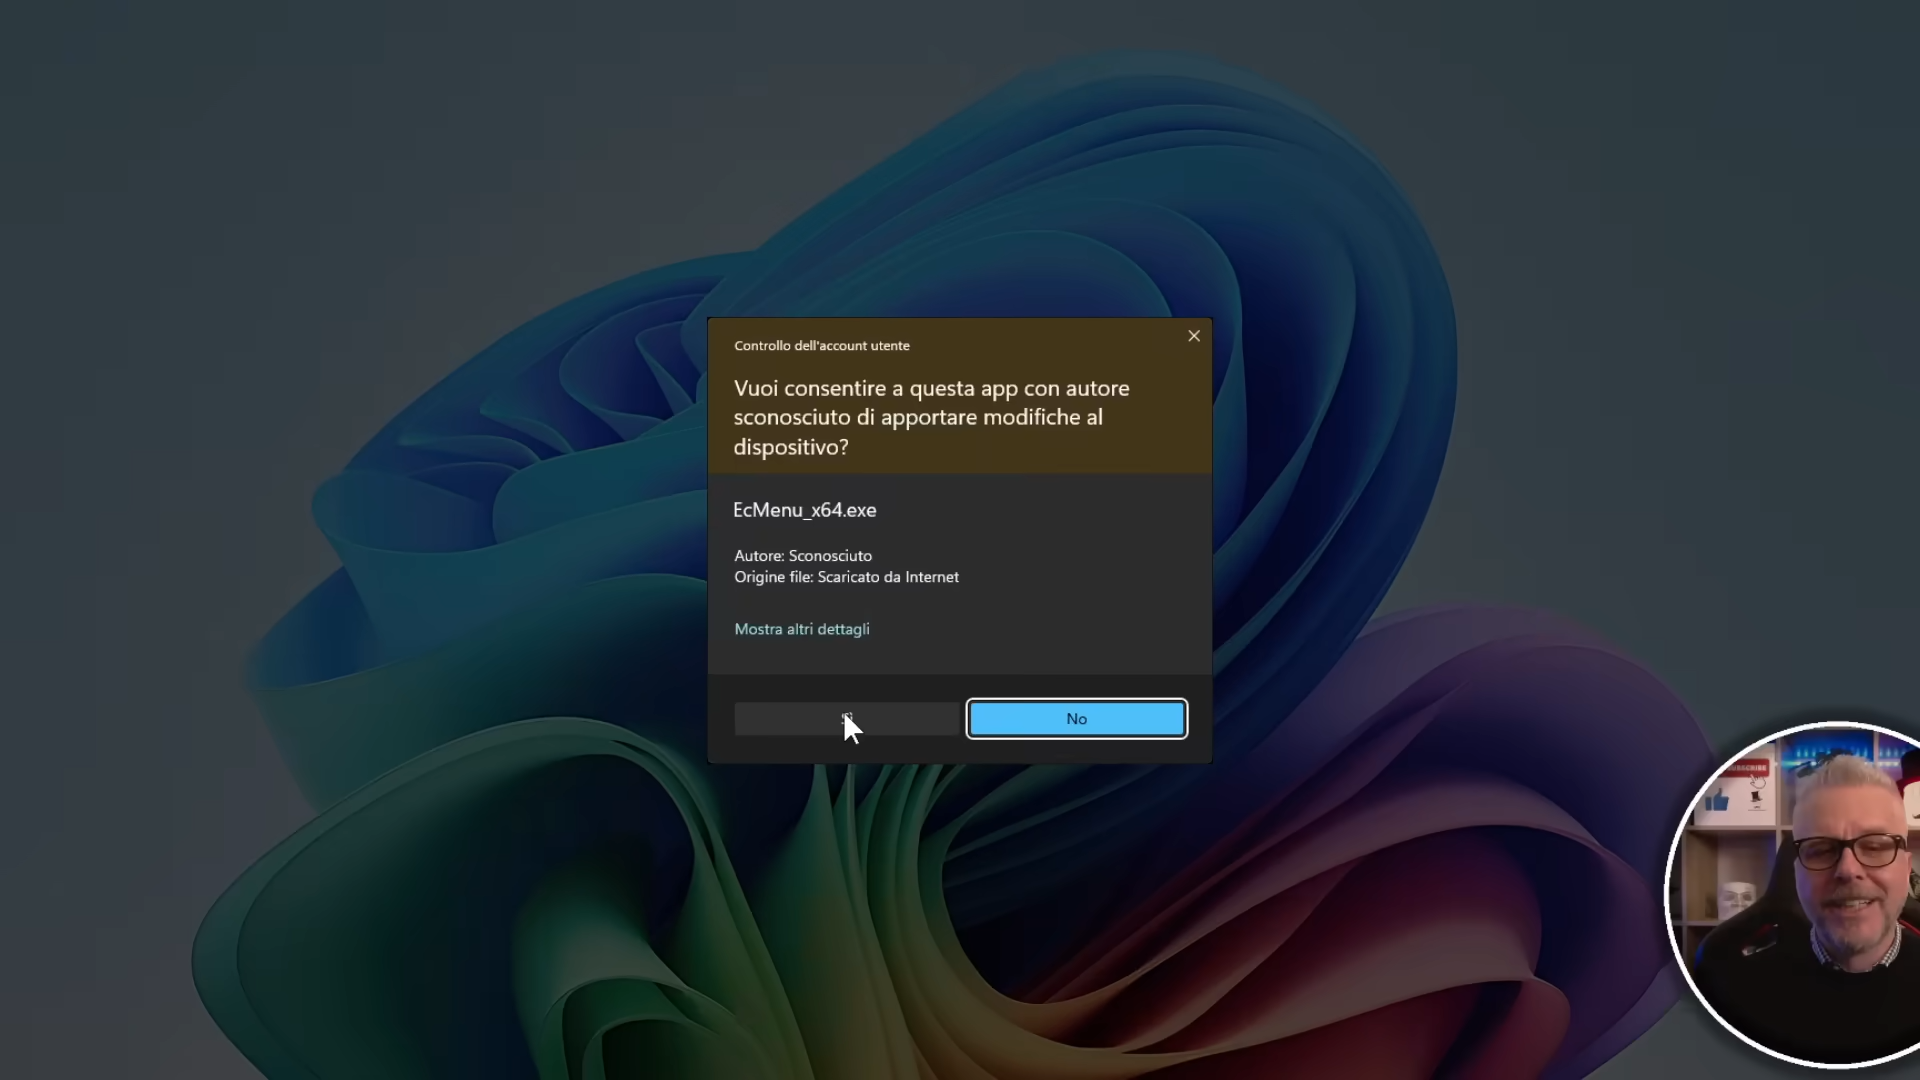 Controllo dell'account utente
Vuoi consentire a questa app con autore
sconosciuto di apportare modifiche al
dispositivo?
EcMenu_x64.exe
Autore: Sconosciuto
Origine file: Scaricato da Internet
Mostra altri dettagli
No